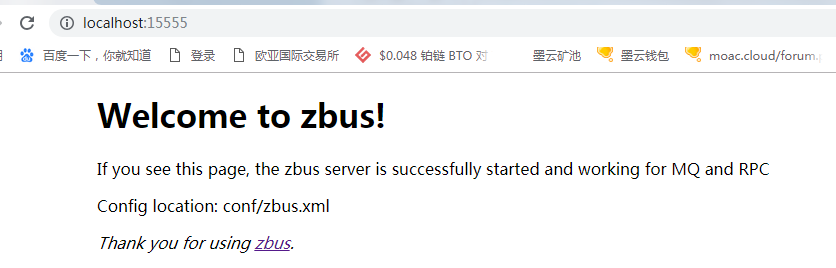 localhost:15555
百度一下，你就知道 登录 欧亚国际交易所 $0.048 铂链 BTO 对 墨云矿池 墨云钱包 moac.cloud/forum.
Welcome to zbus!
If you see this page, the zbus server is successfully started and working for MQ and RPC
Config location: conf/zbus.xml
Thank you for using zbus.